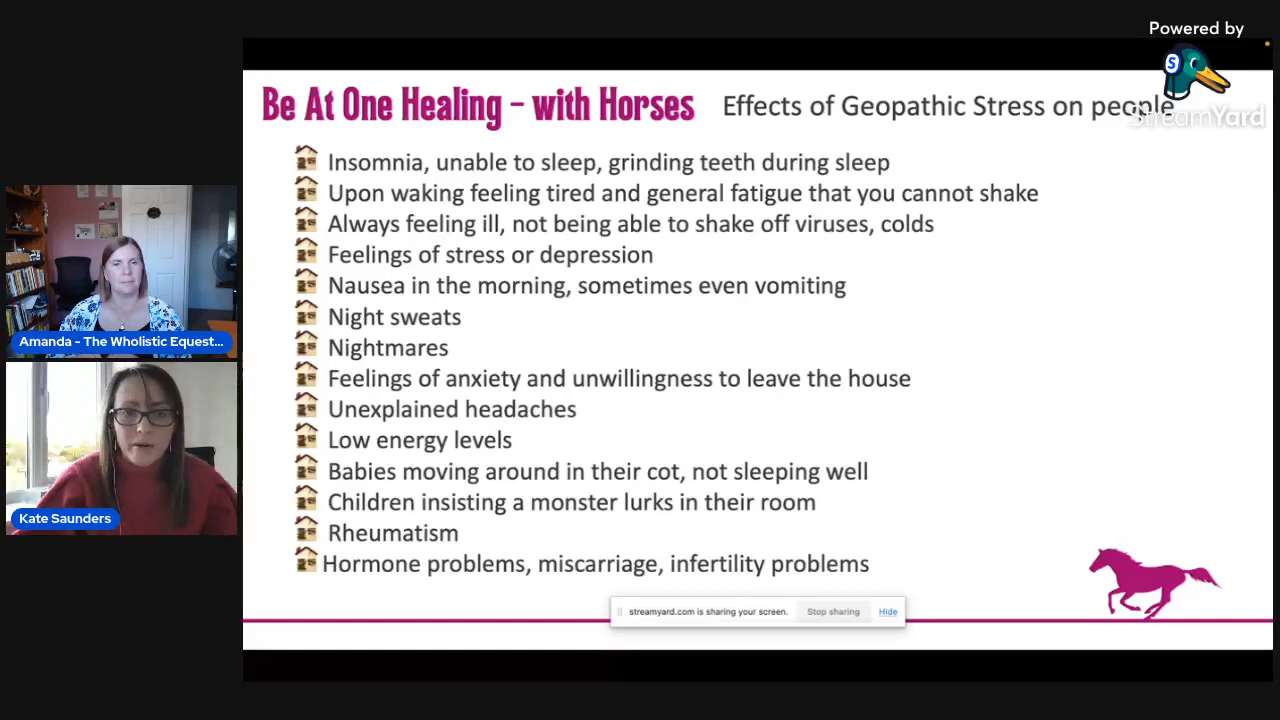 Powered by
S
StreamYard
Be At One Healing - with Horses
Effects of Geopathic Stress on people
Insomnia, unable to sleep, grinding teeth during sleep
Upon waking feeling tired and general fatigue that you cannot shake
Always feeling ill, not being able to shake off viruses, colds
Feelings of stress or depression
Nausea in the morning, sometimes even vomiting
Night sweats
Nightmares
Feelings of anxiety and unwillingness to leave the house
Unexplained headaches
Low energy levels
Babies moving around in their cot, not sleeping well
Children insisting a monster lurks in their room
Rheumatism
Hormone problems, miscarriage, infertility problems
streamyard.com is sharing your screen. Stop sharing Hide
Amanda - The Wholistic Equest...
Kate Saunders